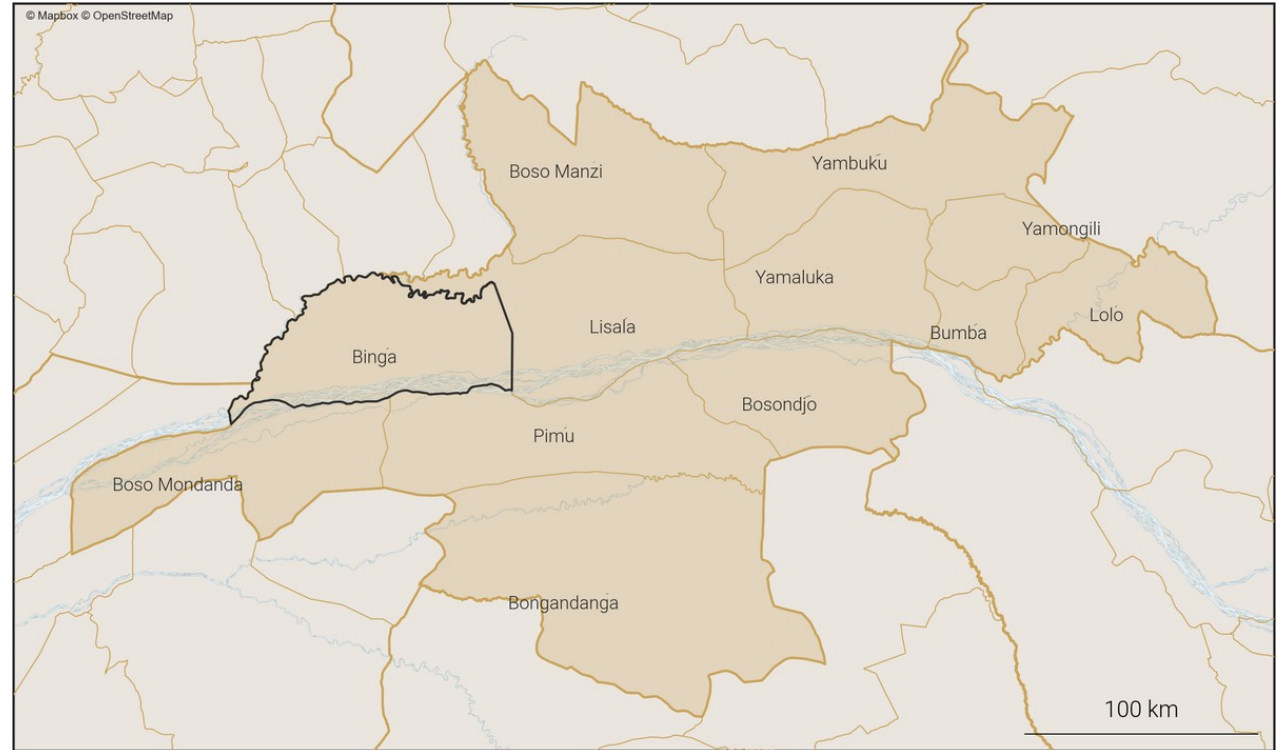 © Mapbox © OpenStreetMap
Boso Manzi
Yambuku
Yamongili
Yamaluka
Lolo
Lisala
Bumba
Binga
Bosondjo
Pimu
Boso Mondanda
Bongandanga
100 km